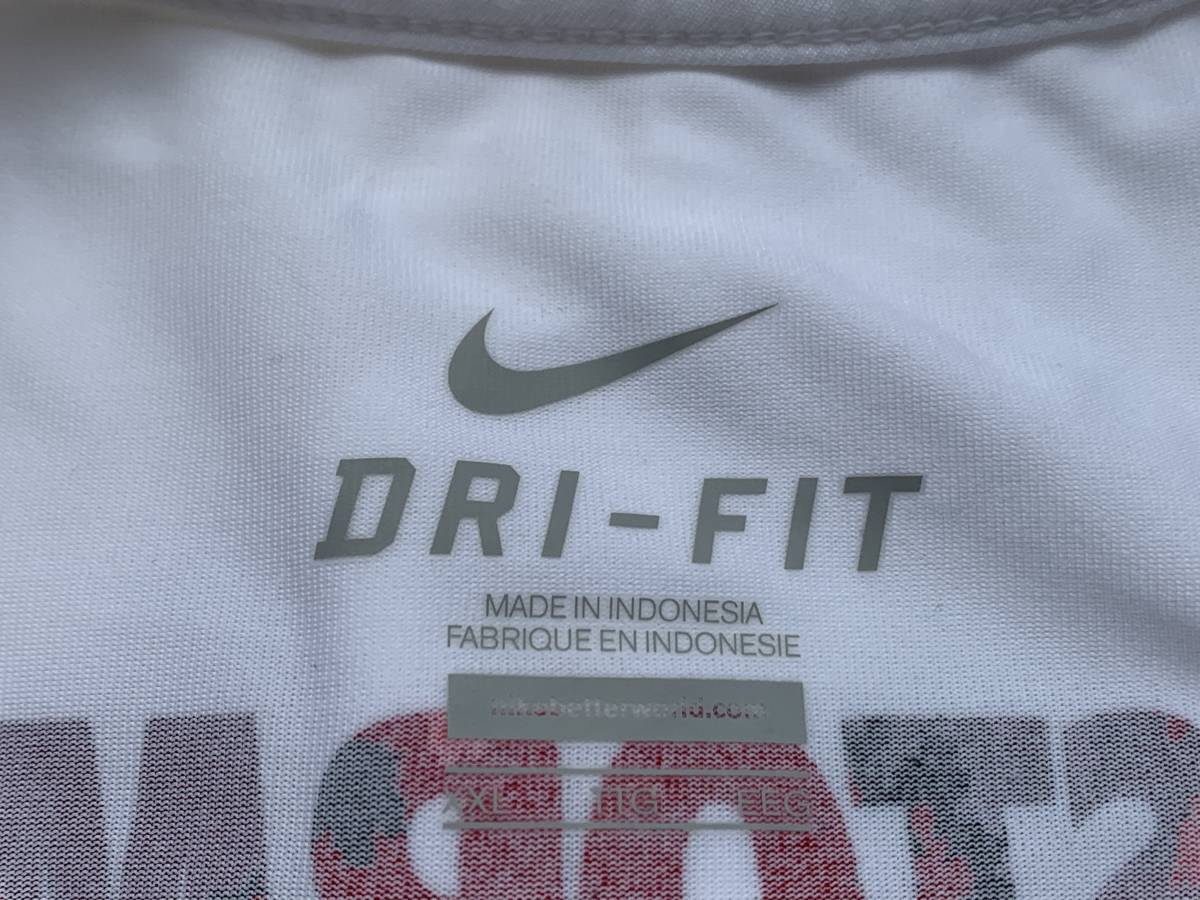 DRI-FIT
MADE IN INDONESIA
FABRIQUE EN INDONESIE
nikebetterworld.com
XXL TTG EEG